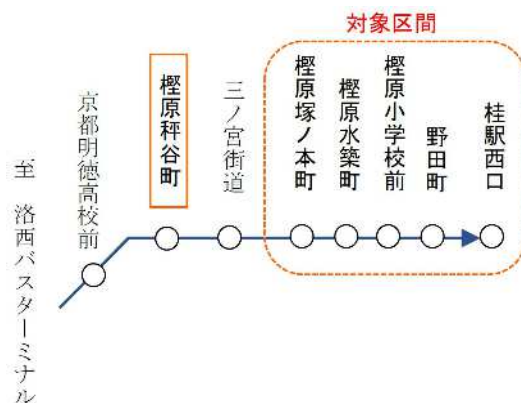 対象区間
至 洛西バスターミナル
京都明徳高校前
樫原秤谷町
三ノ宮街道
樫原塚ノ本町
樫原水築町
樫原小学校前
野田町
桂駅西口